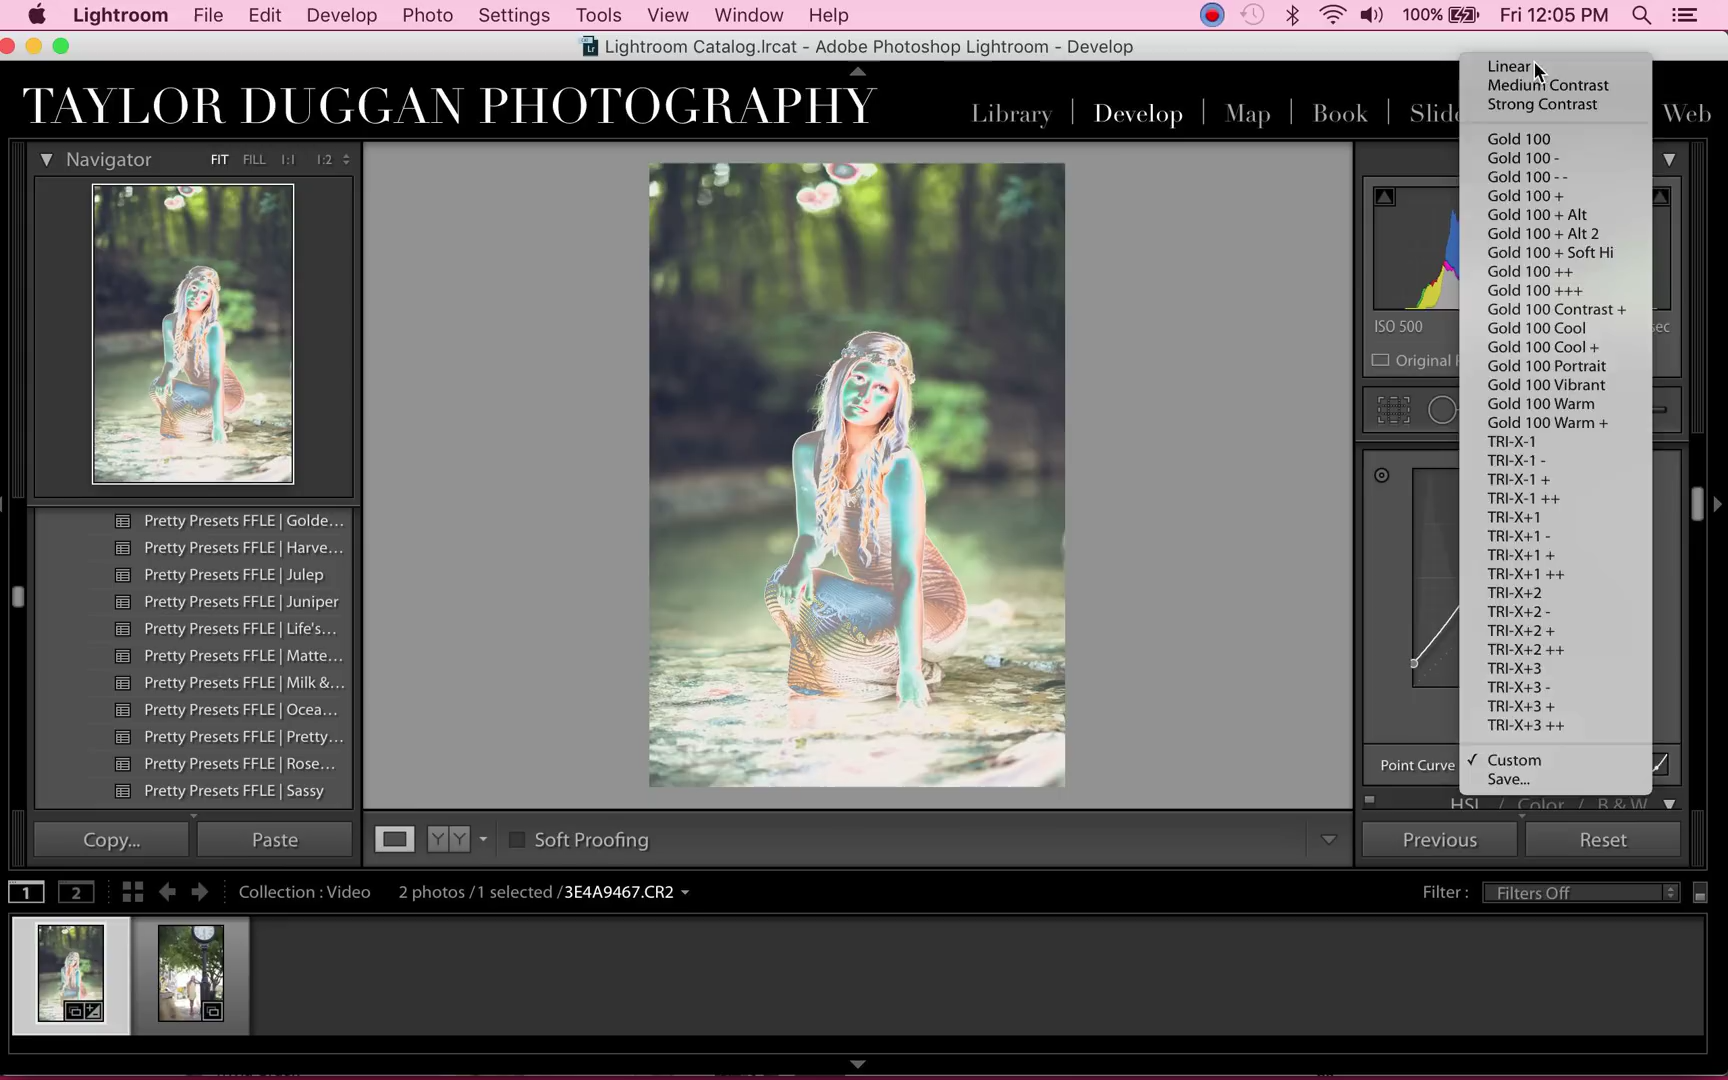 Lightroom File Edit Develop Photo Settings Tools View Window Help 100% Fri 12:05 PM
Lightroom Catalog.lrcat - Adobe Photoshop Lightroom - Develop
TAYLOR DUGGAN PHOTOGRAPHY
Library | Develop | Map | Book | Web
Navigator FIT FILL 1:1 1:2
Pretty Presets FFLE | Golde...
Pretty Presets FFLE | Harve...
Pretty Presets FFLE | Julep
Pretty Presets FFLE | Juniper
Pretty Presets FFLE | Life's...
Pretty Presets FFLE | Matte...
Pretty Presets FFLE | Milk &...
Pretty Presets FFLE | Ocea...
Pretty Presets FFLE | Pretty...
Pretty Presets FFLE | Rose...
Pretty Presets FFLE | Sassy
Copy... Paste
YY Soft Proofing
Linear
Medium Contrast
Strong Contrast
Gold 100
Gold 100 -
Gold 100 - -
Gold 100 +
Gold 100 + Alt
Gold 100 + Alt 2
Gold 100 + Soft Hi
Gold 100 ++
Gold 100 +++
Gold 100 Contrast +
Gold 100 Cool
Gold 100 Cool +
Gold 100 Portrait
Gold 100 Vibrant
Gold 100 Warm
Gold 100 Warm +
TRI-X-1
TRI-X-1 -
TRI-X-1 +
TRI-X-1 ++
TRI-X+1
TRI-X+1 -
TRI-X+1 +
TRI-X+1 ++
TRI-X+2
TRI-X+2 -
TRI-X+2 +
TRI-X+2 ++
TRI-X+3
TRI-X+3 -
TRI-X+3 +
TRI-X+3 ++
✓ Custom
Save...
ISO 500 sec
Original
Point Curve
HSL / Color / B & W
Previous Reset
1 2 Collection : Video 2 photos / 1 selected / 3E4A9467.CR2
Filter : Filters Off